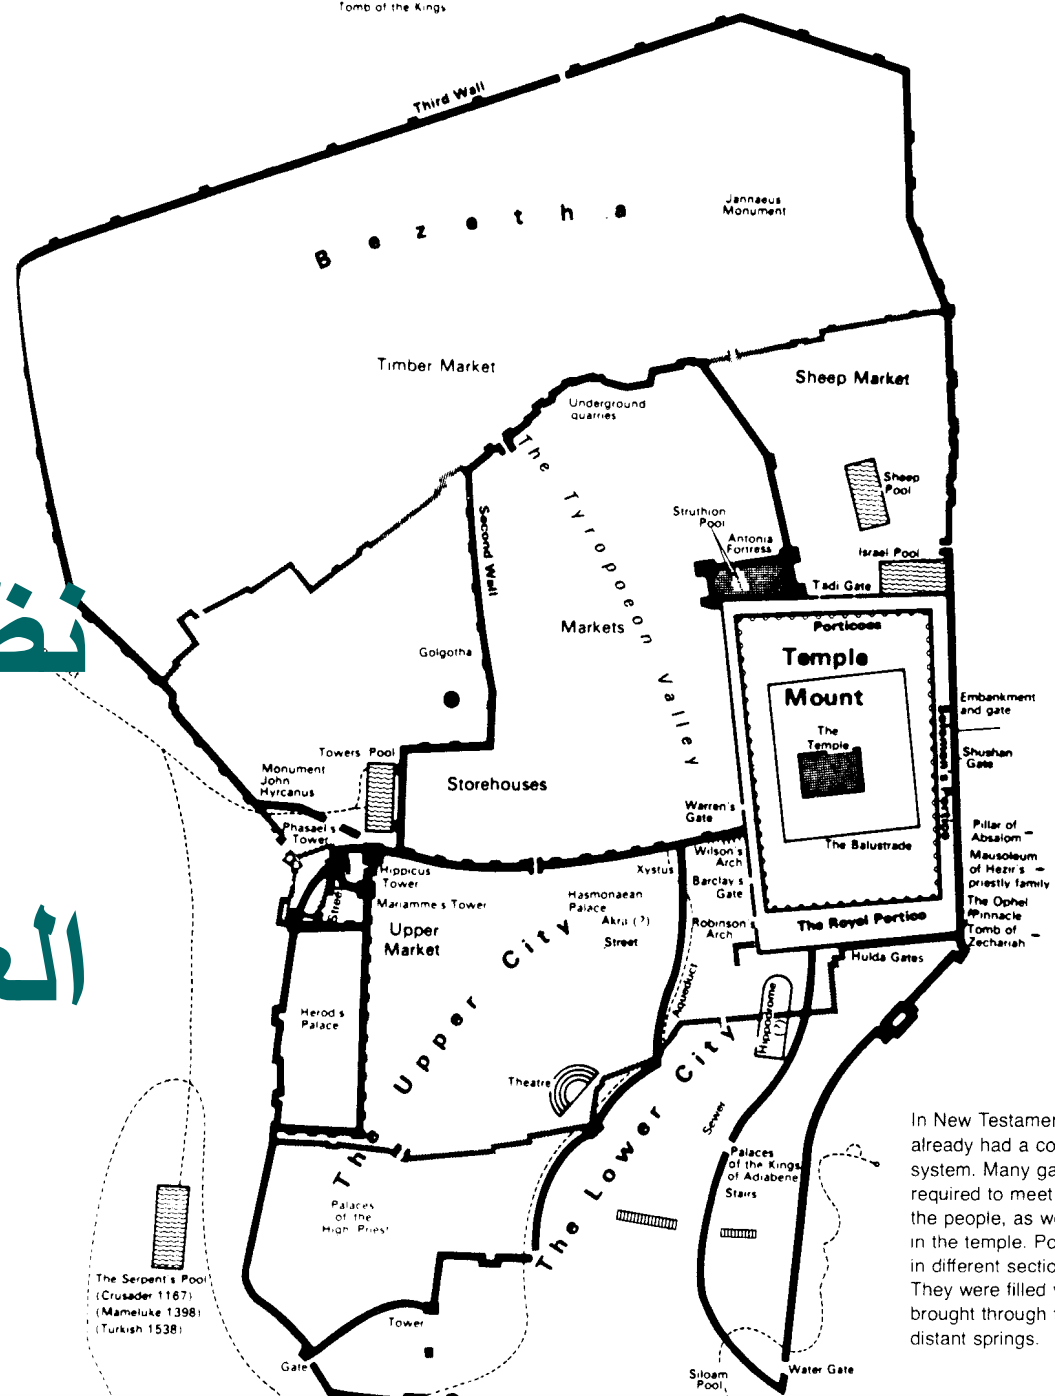 Tomb of the Kings
Third Wall
Bezetha
Jannaeus
Monument
Timber Market
Sheep Market
Underground
quarries
The Tyropoeon Valley
Second Wall
Sheep
Pool
Struthion
Pool
Antonia
Fortress
Israel Pool
Tadi Gate
Markets
Porticoes
Golgotha
Temple
Mount
Embankment
and gate
The
Temple
Solomon's Portico
Shushan
Gate
Towers Pool
Monument
John
Hyrcanus
Storehouses
Warren's
Gate
Phasael's
Tower
Pillar of
Absalom
The Balustrade
Wilson's
Arch
Mausoleum
of Hezir's
priestly family
Xystus
Hippicus
Tower
Barclay's
Gate
Hasmonaean
Palace
Mariamme's Tower
Street
The Ophel
Pinnacle
Akra (?)
Robinson
Arch
The Royal Portico
Tomb of
Zechariah
Upper
Market
Street
Hulda Gates
Aqueduct
Hippodrome
(?)
Herod's
Palace
The Upper City
Theatre
The Lower City
Sewer
Palaces
of the Kings
of Adiabene
Stairs
Palaces
of the
High Priest
The Serpent's Pool
(Crusader 1167)
(Mameluke 1398)
(Turkish 1538)
Tower
Gate
Siloam
Pool
Water Gate
In New Testame
already had a co
system. Many ga
required to meet
the people, as w
in the temple. Po
in different sectio
They were filled
brought through
distant springs.